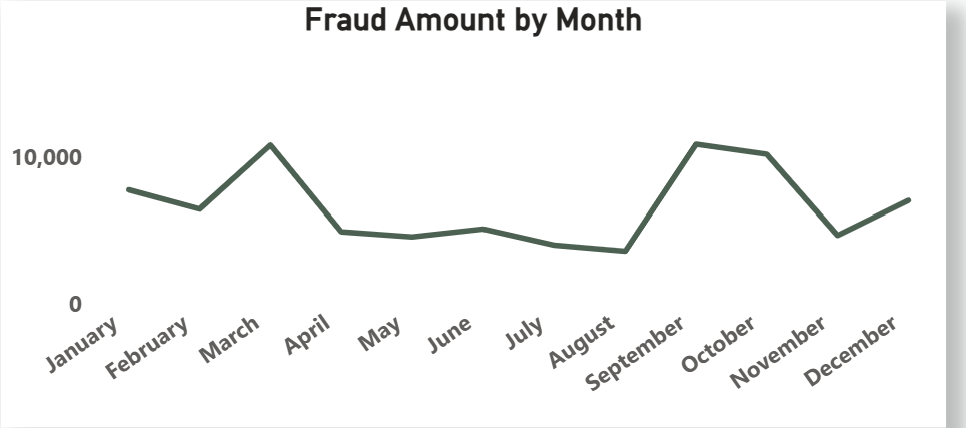 Fraud Amount by Month
10,000
0
January
February
March
April
May
June
July
August
September
October
November
December